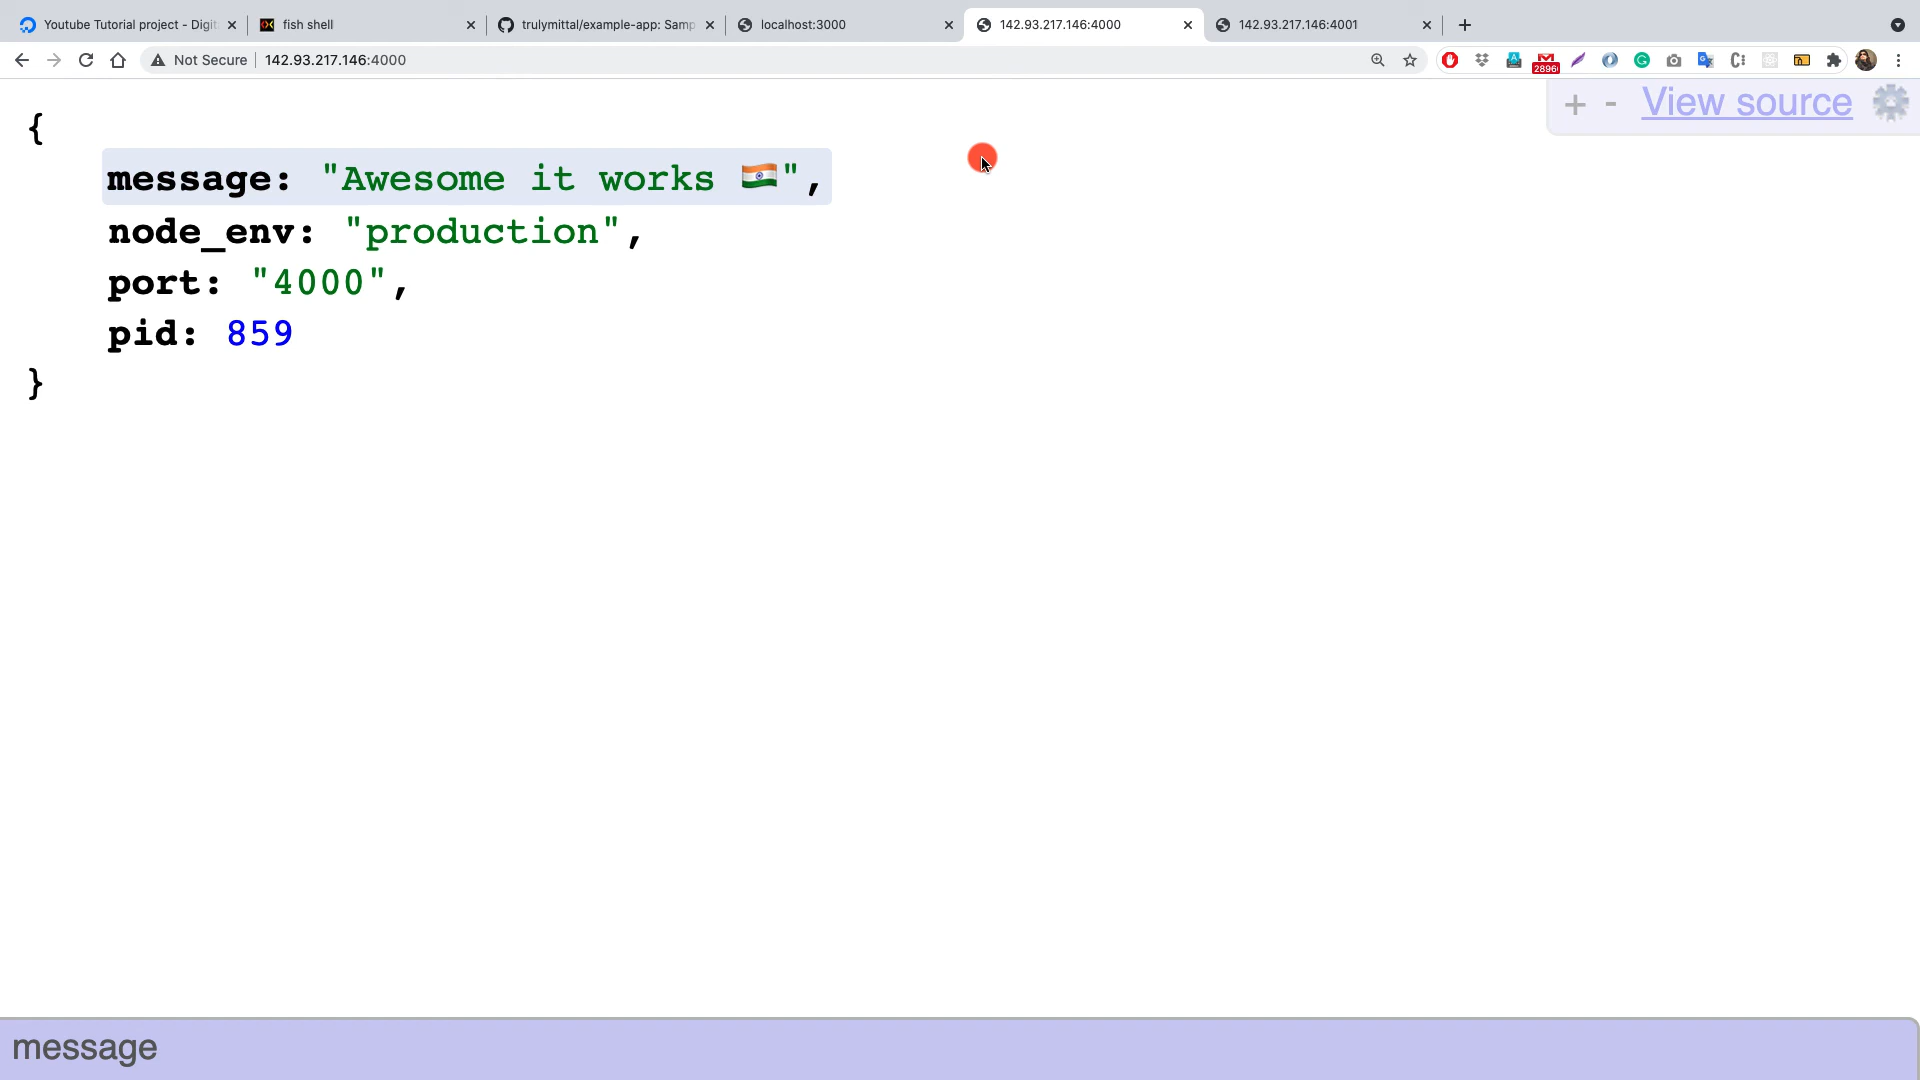 Youtube Tutorial project - Digit
fish shell
trulymittal/example-app: Samp
localhost:3000
142.93.217.146:4000
142.93.217.146:4001
Not Secure
142.93.217.146:4000
2896
+ - View source
{
message: "Awesome it works 🇮🇳",
node_env: "production",
port: "4000",
pid: 859
}
message